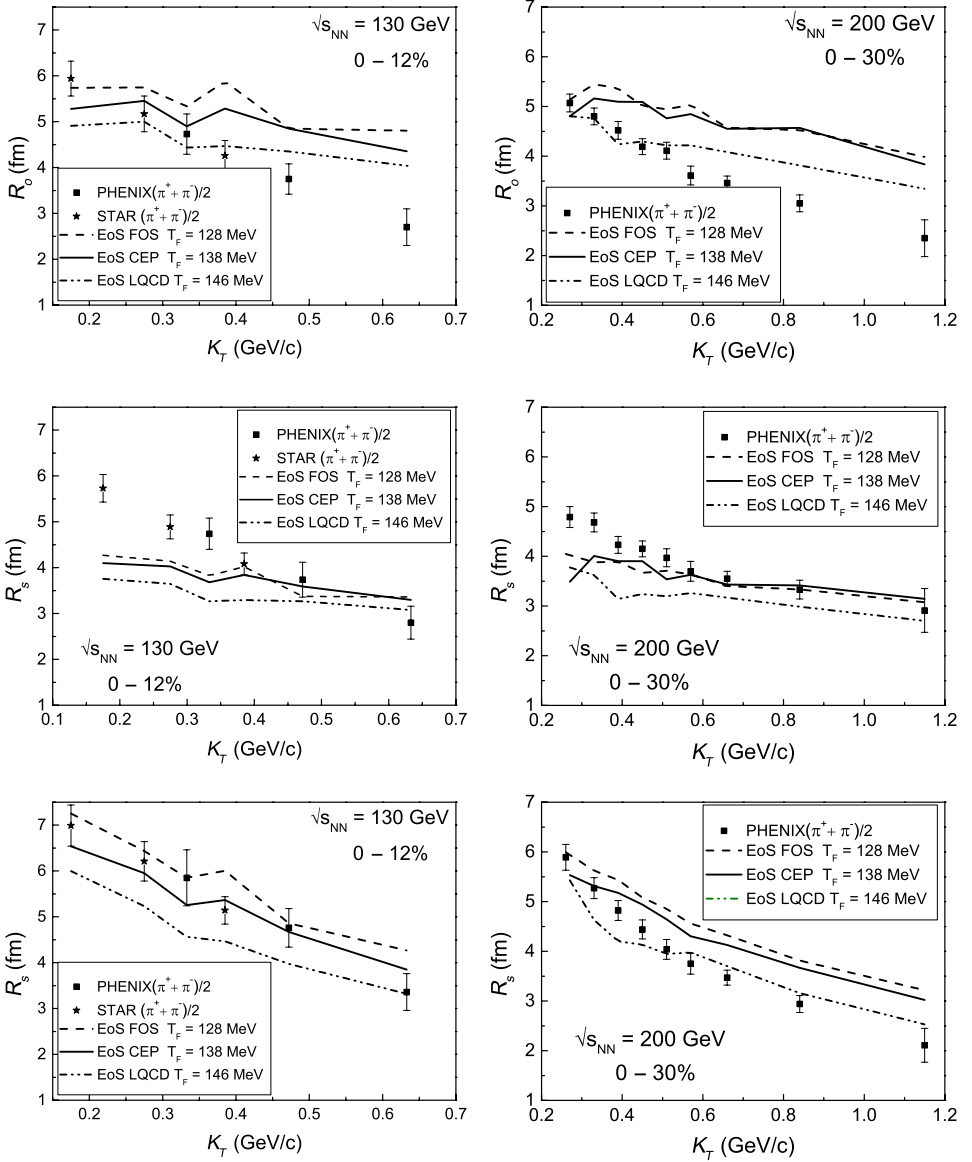 √s_NN = 130 GeV
0 – 12%
R_o (fm)
7
6
5
4
3
2
1
PHENIX(π⁺+ π⁻)/2
STAR (π⁺+ π⁻)/2
EoS FOS T_F = 128 MeV
EoS CEP T_F = 138 MeV
EoS LQCD T_F = 146 MeV
0.2 0.3 0.4 0.5 0.6 0.7
K_T (GeV/c)
√s_NN = 200 GeV
0 – 30%
R_o (fm)
7
6
5
4
3
2
1
PHENIX(π⁺+ π⁻)/2
EoS FOS T_F = 128 MeV
EoS CEP T_F = 138 MeV
EoS LQCD T_F = 146 MeV
0.2 0.4 0.6 0.8 1.0 1.2
K_T (GeV/c)
R_s (fm)
7
6
5
4
3
2
1
PHENIX(π⁺+ π⁻)/2
STAR (π⁺+ π⁻)/2
EoS FOS T_F = 128 MeV
EoS CEP T_F = 138 MeV
EoS LQCD T_F = 146 MeV
√s_NN = 130 GeV
0 – 12%
0.1 0.2 0.3 0.4 0.5 0.6 0.7
K_T (GeV/c)
R_s (fm)
7
6
5
4
3
2
1
PHENIX(π⁺+ π⁻)/2
EoS FOS T_F = 128 MeV
EoS CEP T_F = 138 MeV
EoS LQCD T_F = 146 MeV
√s_NN = 200 GeV
0 – 30%
0.2 0.4 0.6 0.8 1.0 1.2
K_T (GeV/c)
√s_NN = 130 GeV
0 – 12%
R_s (fm)
7
6
5
4
3
2
1
PHENIX(π⁺+ π⁻)/2
STAR (π⁺+ π⁻)/2
EoS FOS T_F = 128 MeV
EoS CEP T_F = 138 MeV
EoS LQCD T_F = 146 MeV
0.2 0.3 0.4 0.5 0.6 0.7
K_T (GeV/c)
R_s (fm)
7
6
5
4
3
2
1
PHENIX(π⁺+ π⁻)/2
EoS FOS T_F = 128 MeV
EoS CEP T_F = 138 MeV
EoS LQCD T_F = 146 MeV
√s_NN = 200 GeV
0 – 30%
0.2 0.4 0.6 0.8 1.0 1.2
K_T (GeV/c)